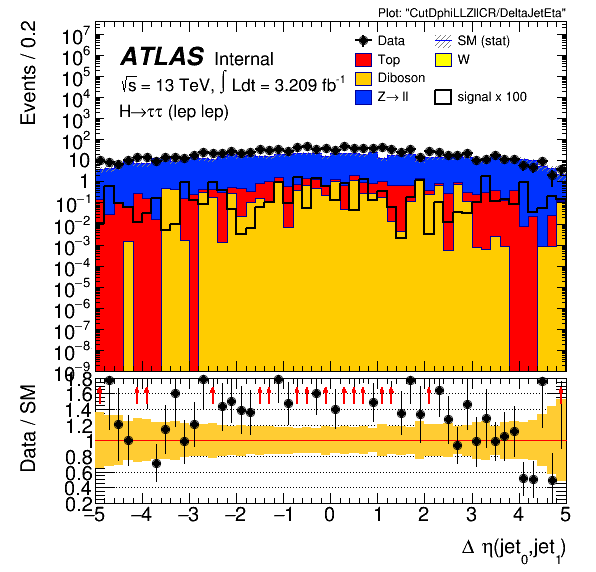 Plot: "CutDphiLLZllCR/DeltaJetEta"
Events / 0.2
ATLAS Internal
√s = 13 TeV, ∫ Ldt = 3.209 fb⁻¹
H→ττ (lep lep)
Data
SM (stat)
Top
W
Diboson
Z→ ll
signal x 100
10⁷
10⁶
10⁵
10⁴
10³
10²
10
1
10⁻¹
10⁻²
10⁻³
10⁻⁴
10⁻⁵
10⁻⁶
10⁻⁷
10⁻⁸
10⁻⁹
Data / SM
1.8
1.6
1.4
1.2
1
0.8
0.6
0.4
0.2
−5 −4 −3 −2 −1 0 1 2 3 4 5
Δ η(jet₀,jet₁)